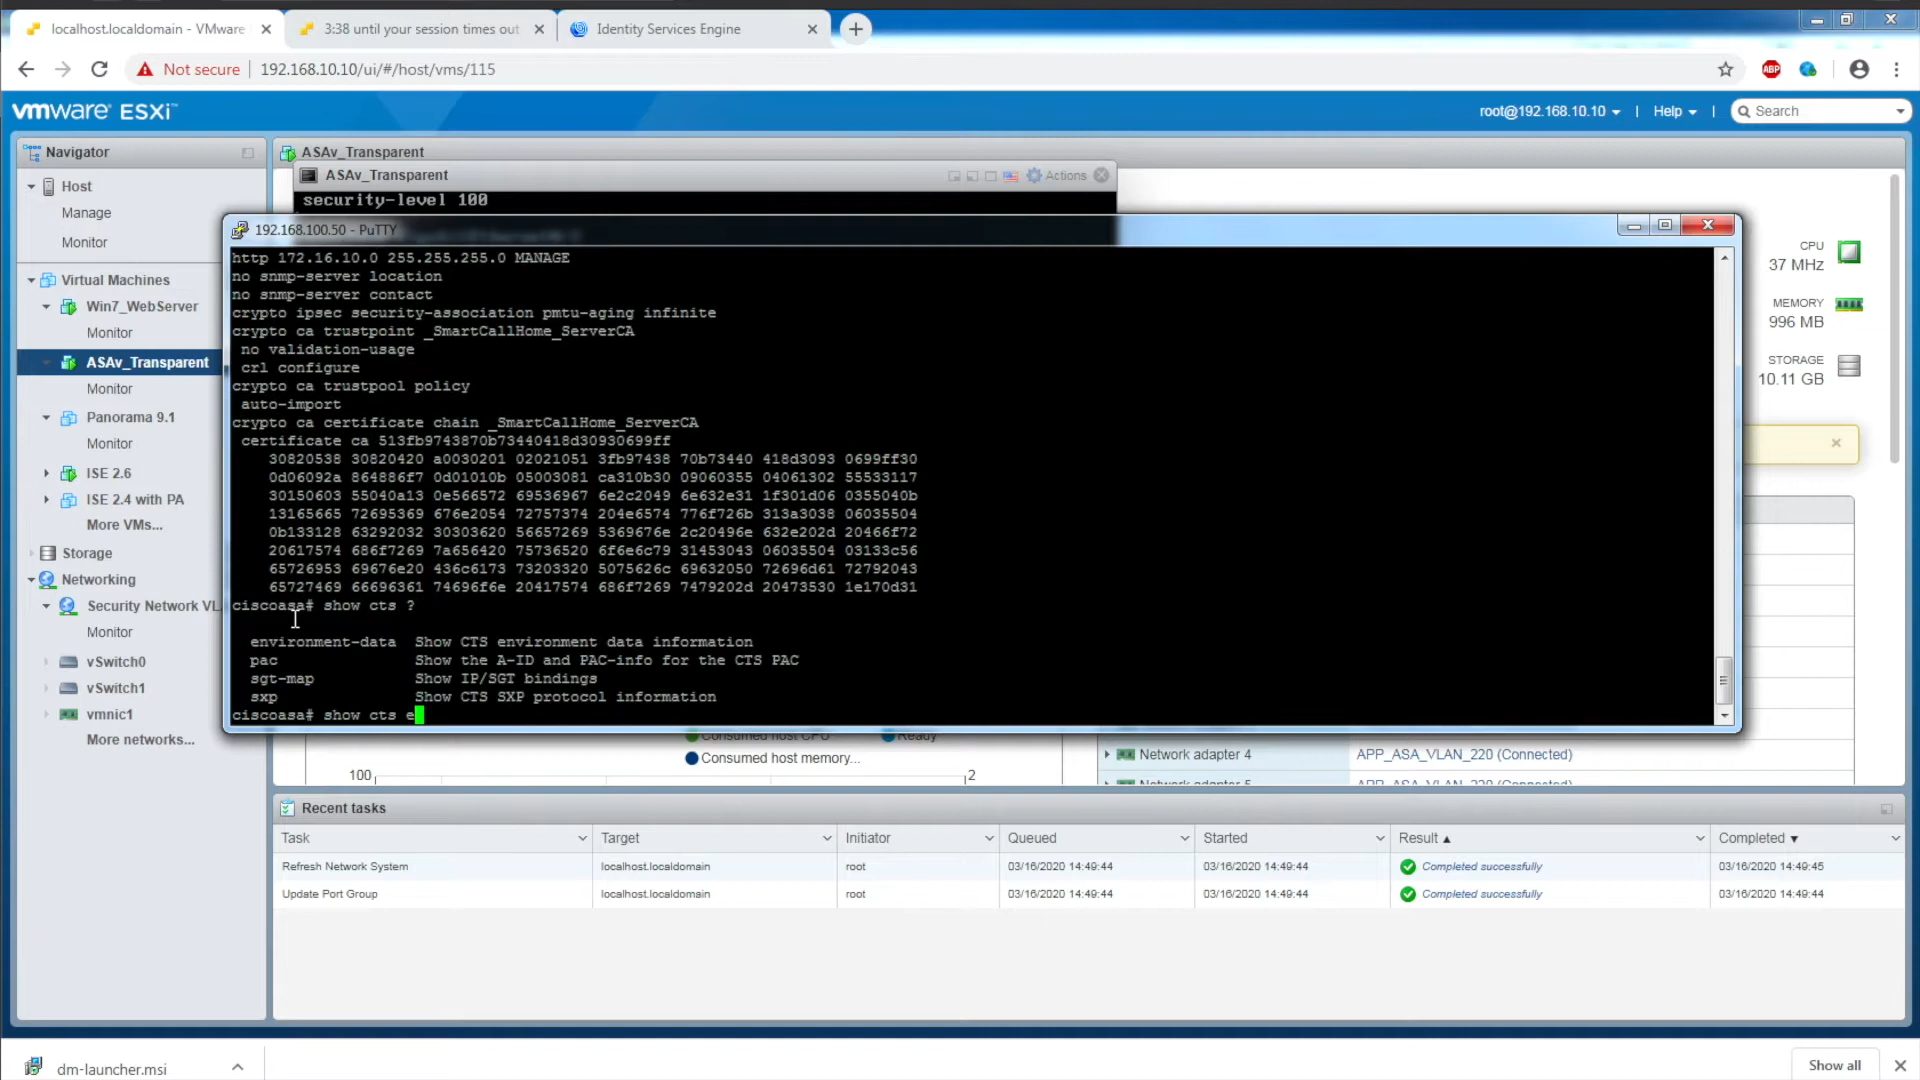 localhost.localdomain - VMware
3:38 until your session times out
Identity Services Engine
Not secure
192.168.10.10/ui/#/host/vms/115
ABP
vmware ESXi
root@192.168.10.10
Help
Search
Navigator
Host
Manage
Monitor
Virtual Machines
Win7_WebServer
Monitor
ASAv_Transparent
Monitor
Panorama 9.1
Monitor
ISE 2.6
ISE 2.4 with PA
More VMs...
Storage
Networking
Security Network VL
Monitor
vSwitch0
vSwitch1
vmnic1
More networks...
ASAv_Transparent
ASAv_Transparent
Actions
security-level 100
192.168.100.50 - PuTTY
http 172.16.10.0 255.255.255.0 MANAGE
no snmp-server location
no snmp-server contact
crypto ipsec security-association pmtu-aging infinite
crypto ca trustpoint _SmartCallHome_ServerCA
no validation-usage
crl configure
crypto ca trustpool policy
auto-import
crypto ca certificate chain _SmartCallHome_ServerCA
certificate ca 513fb9743870b73440418d30930699ff
30820538 30820420 a0030201 02021051 3fb97438 70b73440 418d3093 0699ff30
0d06092a 864886f7 0d01010b 05003081 ca310b30 09060355 04061302 55533117
30150603 55040a13 0e566572 69536967 6e2c2049 6e632e31 1f301d06 0355040b
13165665 72695369 676e2054 72757374 204e6574 776f726b 313a3038 06035504
0b133128 63292032 30303620 56657269 5369676e 2c20496e 632e202d 20466f72
20617574 686f7269 7a656420 75736520 6f6e6c79 31453043 06035504 03133c56
65726953 69676e20 436c6173 73203320 5075626c 69632050 72696d61 72792043
65727469 66696361 74696f6e 20417574 686f7269 7479202d 20473530 1e170d31
ciscoasa# show cts ?
environment-data Show CTS environment data information
pac Show the A-ID and PAC-info for the CTS PAC
sgt-map Show IP/SGT bindings
sxp Show CTS SXP protocol information
ciscoasa# show cts e
CPU
37 MHz
MEMORY
996 MB
STORAGE
10.11 GB
Consumed host CPU
Ready
Consumed host memory...
100
2
Network adapter 4
APP_ASA_VLAN_220 (Connected)
Network adapter 5
APP_ASA_VLAN_220 (Connected)
Recent tasks
Task Target Initiator Queued Started Result Completed
Refresh Network System localhost.localdomain root 03/16/2020 14:49:44 03/16/2020 14:49:44 Completed successfully 03/16/2020 14:49:45
Update Port Group localhost.localdomain root 03/16/2020 14:49:44 03/16/2020 14:49:44 Completed successfully 03/16/2020 14:49:44
dm-launcher.msi
Show all